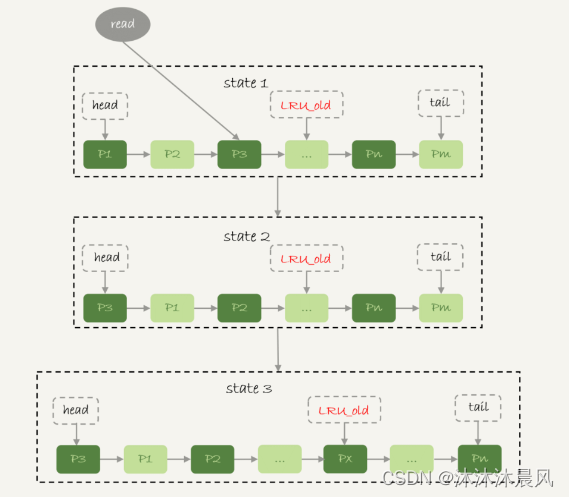 read
state 1
head LRU_old tail
P1 P2 P3 ... Pn Pm
state 2
head LRU_old tail
P3 P1 P2 ... Pn Pm
state 3
head LRU_old tail
P3 P1 P2 ... Px ... Pn
CSDN @沐沐沐晨风